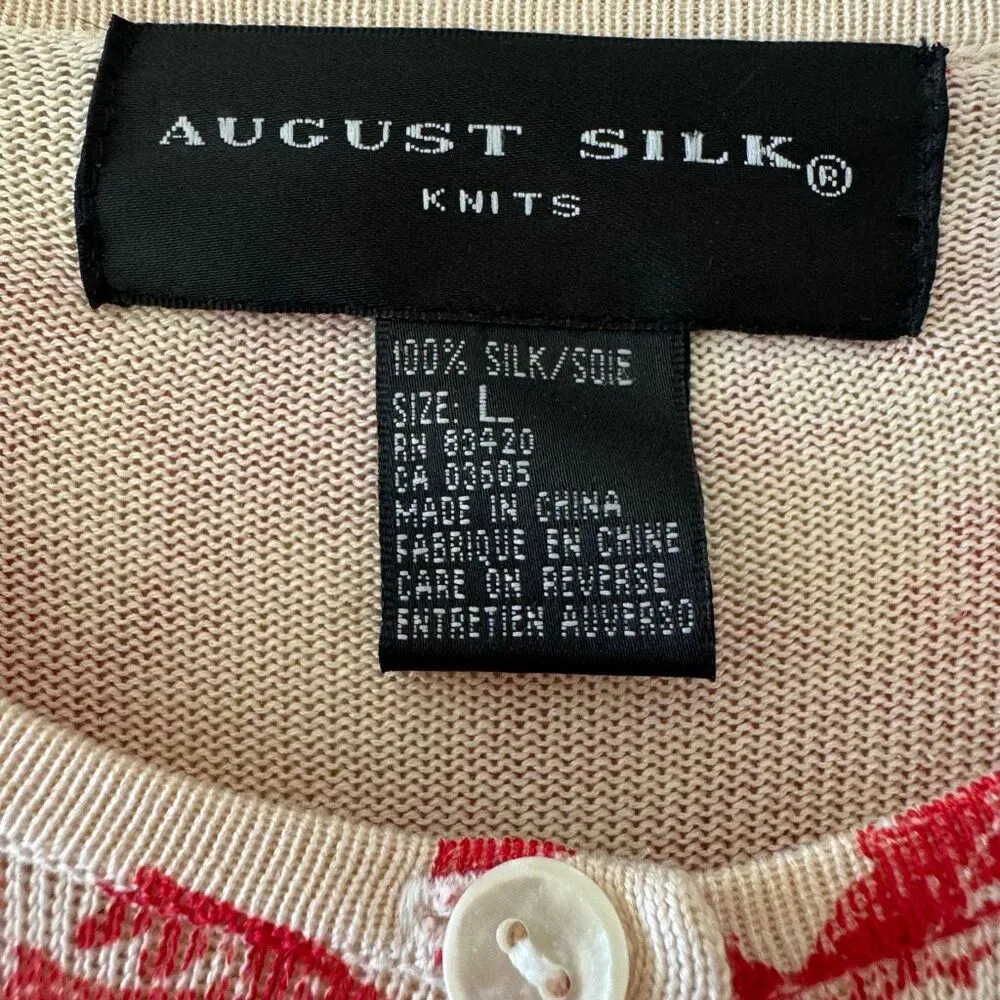 AUGUST SILK®
KNITS
100% SILK/SOIE
SIZE: L
RN 83420
CA 03605
MADE IN CHINA
FABRIQUE EN CHINE
CARE ON REVERSE
ENTRETIEN AUVERSO